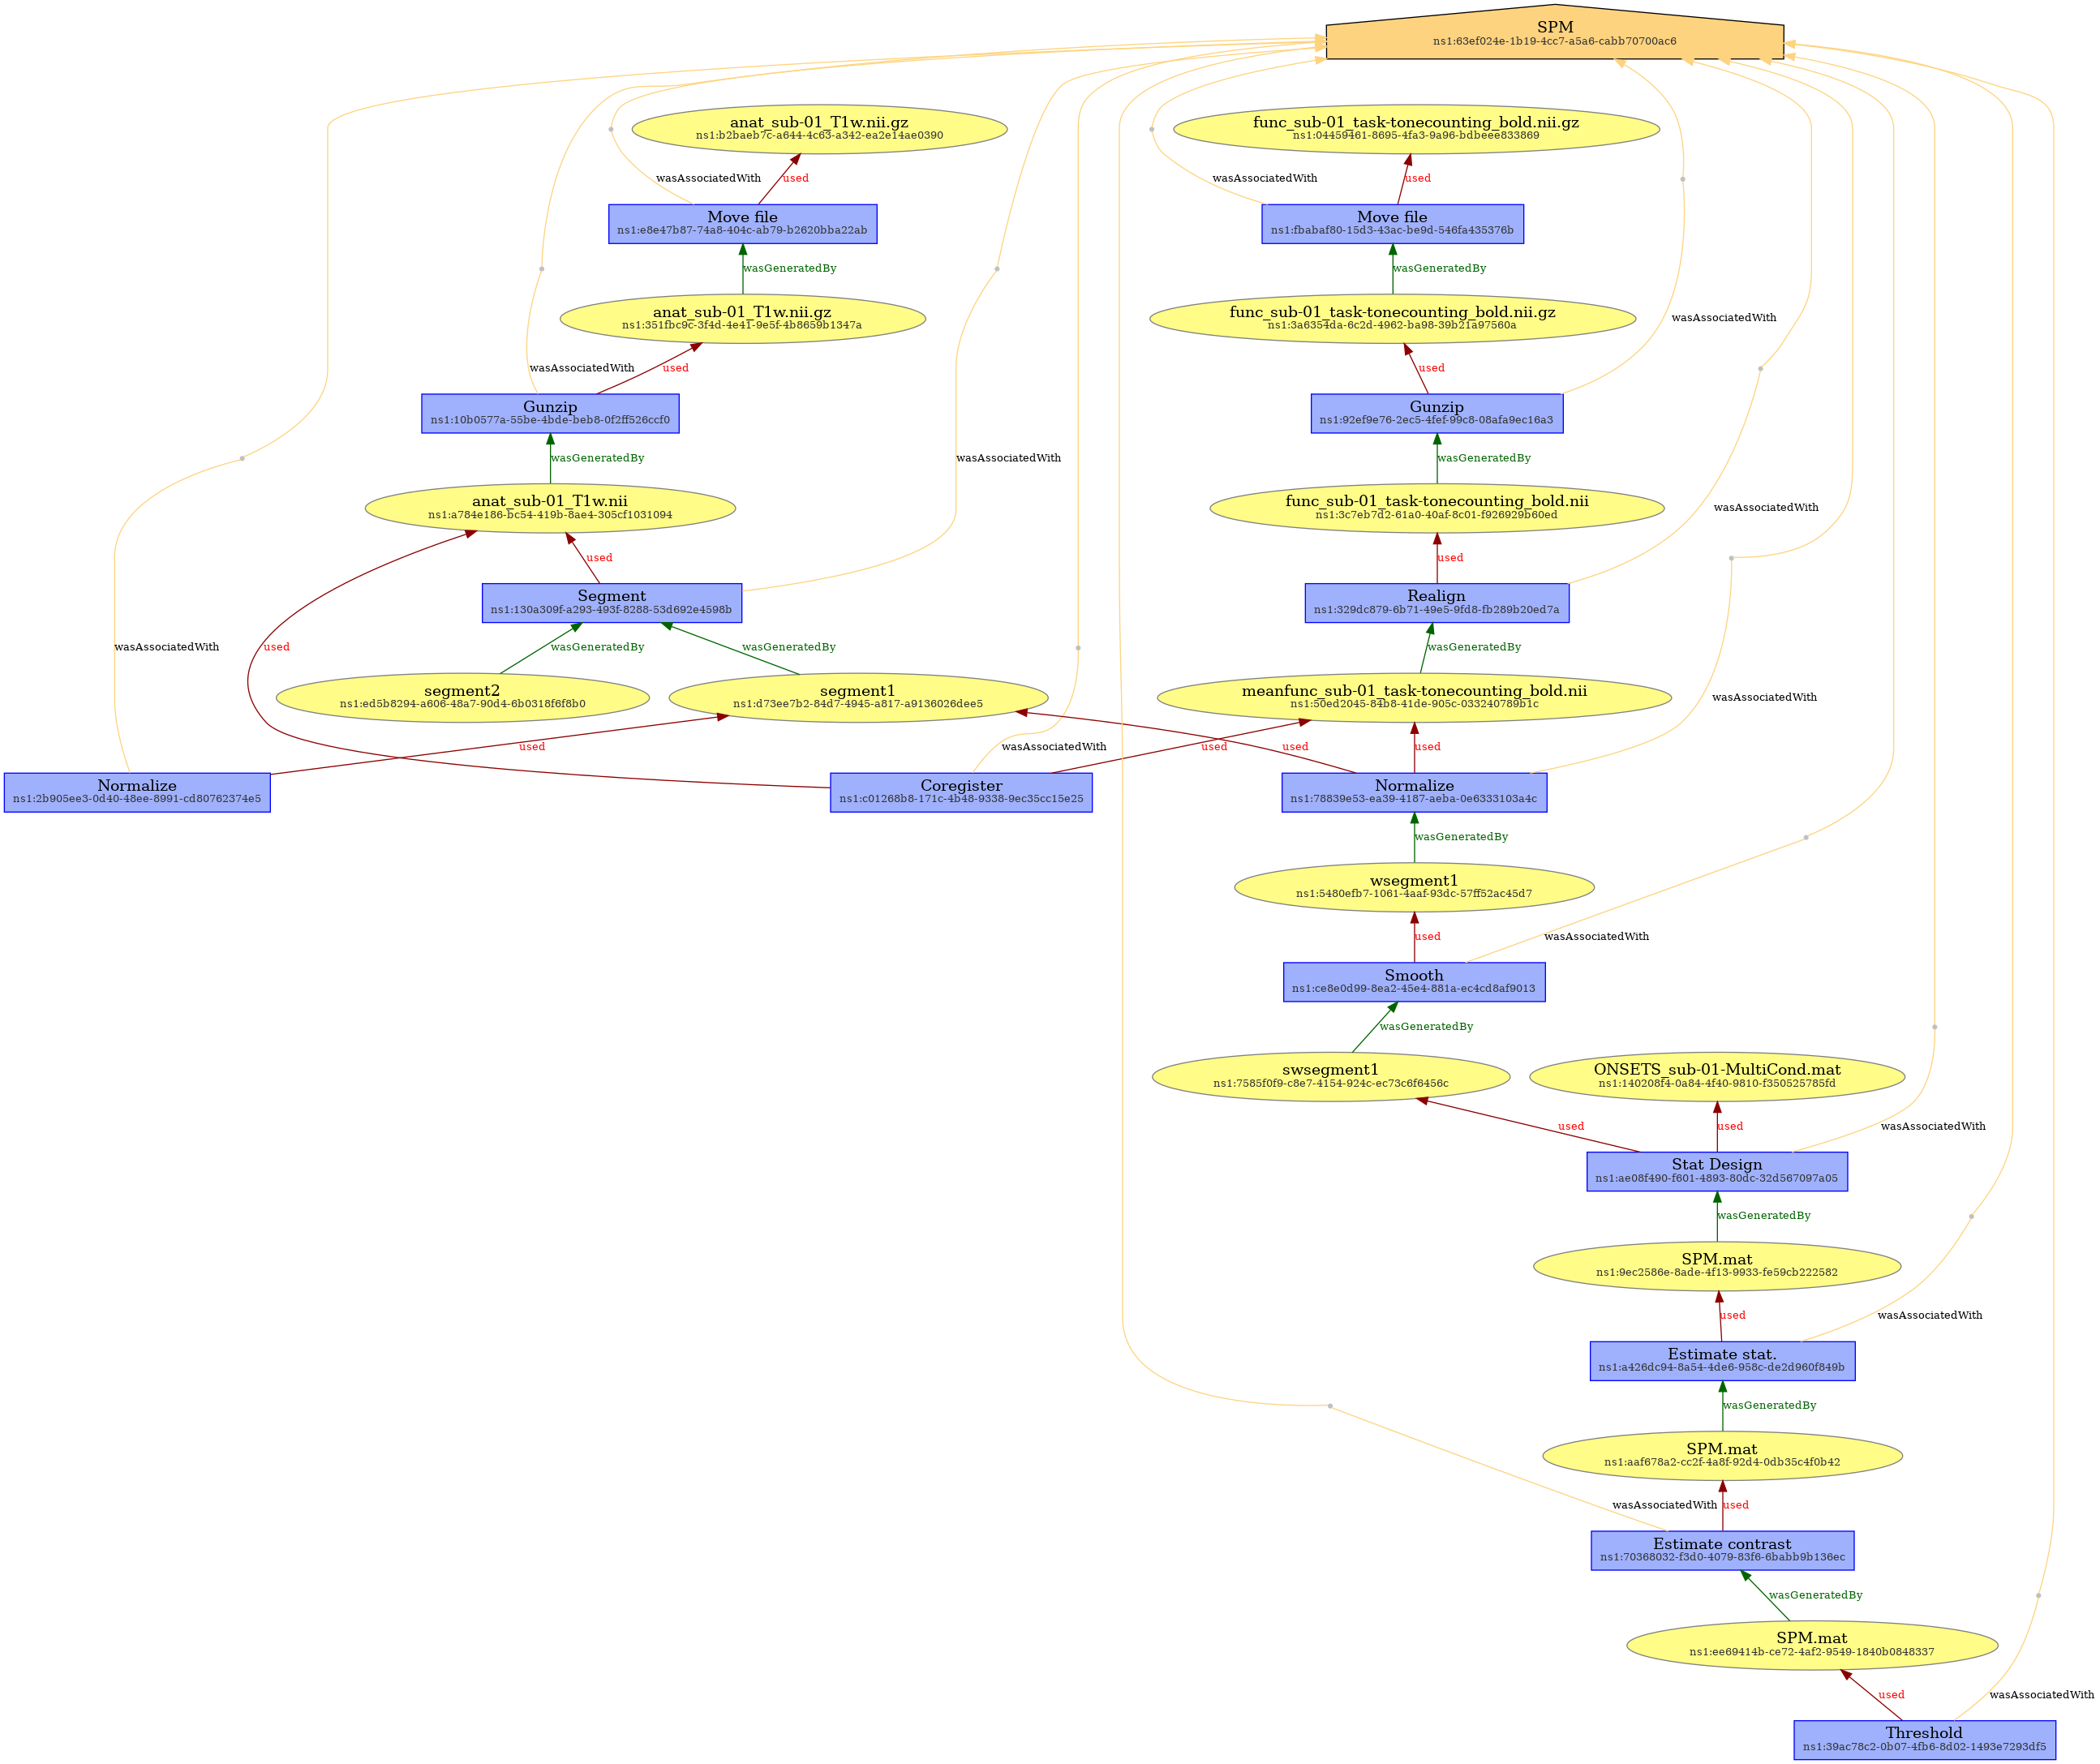 SPM
ns1:63ef024e-1b19-4cc7-a5a6-cabb70700ac6
anat_sub-01_T1w.nii.gz
ns1:b2baeb7c-a644-4c63-a342-ea2e14ae0390
func_sub-01_task-tonecounting_bold.nii.gz
ns1:04459461-8695-4fa3-9a96-bdbeee833869
wasAssociatedWith
used
wasAssociatedWith
used
Move file
ns1:e8e47b87-74a8-404c-ab79-b2620bba22ab
Move file
ns1:fbabaf80-15d3-43ac-be9d-546fa435376b
wasGeneratedBy
wasGeneratedBy
anat_sub-01_T1w.nii.gz
ns1:351fbc9c-3f4d-4e41-9e5f-4b8659b1347a
func_sub-01_task-tonecounting_bold.nii.gz
ns1:3a6354da-6c2d-4962-ba98-39b21a97560a
wasAssociatedWith
wasAssociatedWith
used
used
Gunzip
ns1:10b0577a-55be-4bde-beb8-0f2ff526ccf0
Gunzip
ns1:92ef9e76-2ec5-4fef-99c8-08afa9ec16a3
wasGeneratedBy
wasAssociatedWith
wasGeneratedBy
anat_sub-01_T1w.nii
ns1:a784e186-bc54-419b-8ae4-305cf1031094
func_sub-01_task-tonecounting_bold.nii
ns1:3c7eb7d2-61a0-40af-8c01-f926929b60ed
wasAssociatedWith
used
used
Segment
ns1:130a309f-a293-493f-8288-53d692e4598b
Realign
ns1:329dc879-6b71-49e5-9fd8-fb289b20ed7a
wasAssociatedWith
used
wasGeneratedBy
wasGeneratedBy
wasGeneratedBy
segment2
ns1:ed5b8294-a606-48a7-90d4-6b0318f6f8b0
segment1
ns1:d73ee7b2-84d7-4945-a817-a9136026dee5
meanfunc_sub-01_task-tonecounting_bold.nii
ns1:50ed2045-84b8-41de-905c-033240789b1c
wasAssociatedWith
used
wasAssociatedWith
used
used
used
Normalize
ns1:2b905ee3-0d40-48ee-8991-cd80762374e5
Coregister
ns1:c01268b8-171c-4b48-9338-9ec35cc15e25
Normalize
ns1:78839e53-ea39-4187-aeba-0e6333103a4c
wasGeneratedBy
wsegment1
ns1:5480efb7-1061-4aaf-93dc-57ff52ac45d7
used
wasAssociatedWith
Smooth
ns1:ce8e0d99-8ea2-45e4-881a-ec4cd8af9013
wasGeneratedBy
swsegment1
ns1:7585f0f9-c8e7-4154-924c-ec73c6f6456c
ONSETS_sub-01-MultiCond.mat
ns1:140208f4-0a84-4f40-9810-f350525785fd
used
used
wasAssociatedWith
Stat Design
ns1:ae08f490-f601-4893-80dc-32d567097a05
wasGeneratedBy
SPM.mat
ns1:9ec2586e-8ade-4f13-9933-fe59cb222582
used
wasAssociatedWith
Estimate stat.
ns1:a426dc94-8a54-4de6-958c-de2d960f849b
wasGeneratedBy
SPM.mat
ns1:aaf678a2-cc2f-4a8f-92d4-0db35c4f0b42
wasAssociatedWith
used
Estimate contrast
ns1:70368032-f3d0-4079-83f6-6babb9b136ec
wasGeneratedBy
SPM.mat
ns1:ee69414b-ce72-4af2-9549-1840b0848337
used
wasAssociatedWith
Threshold
ns1:39ac78c2-0b07-4fb6-8d02-1493e7293df5